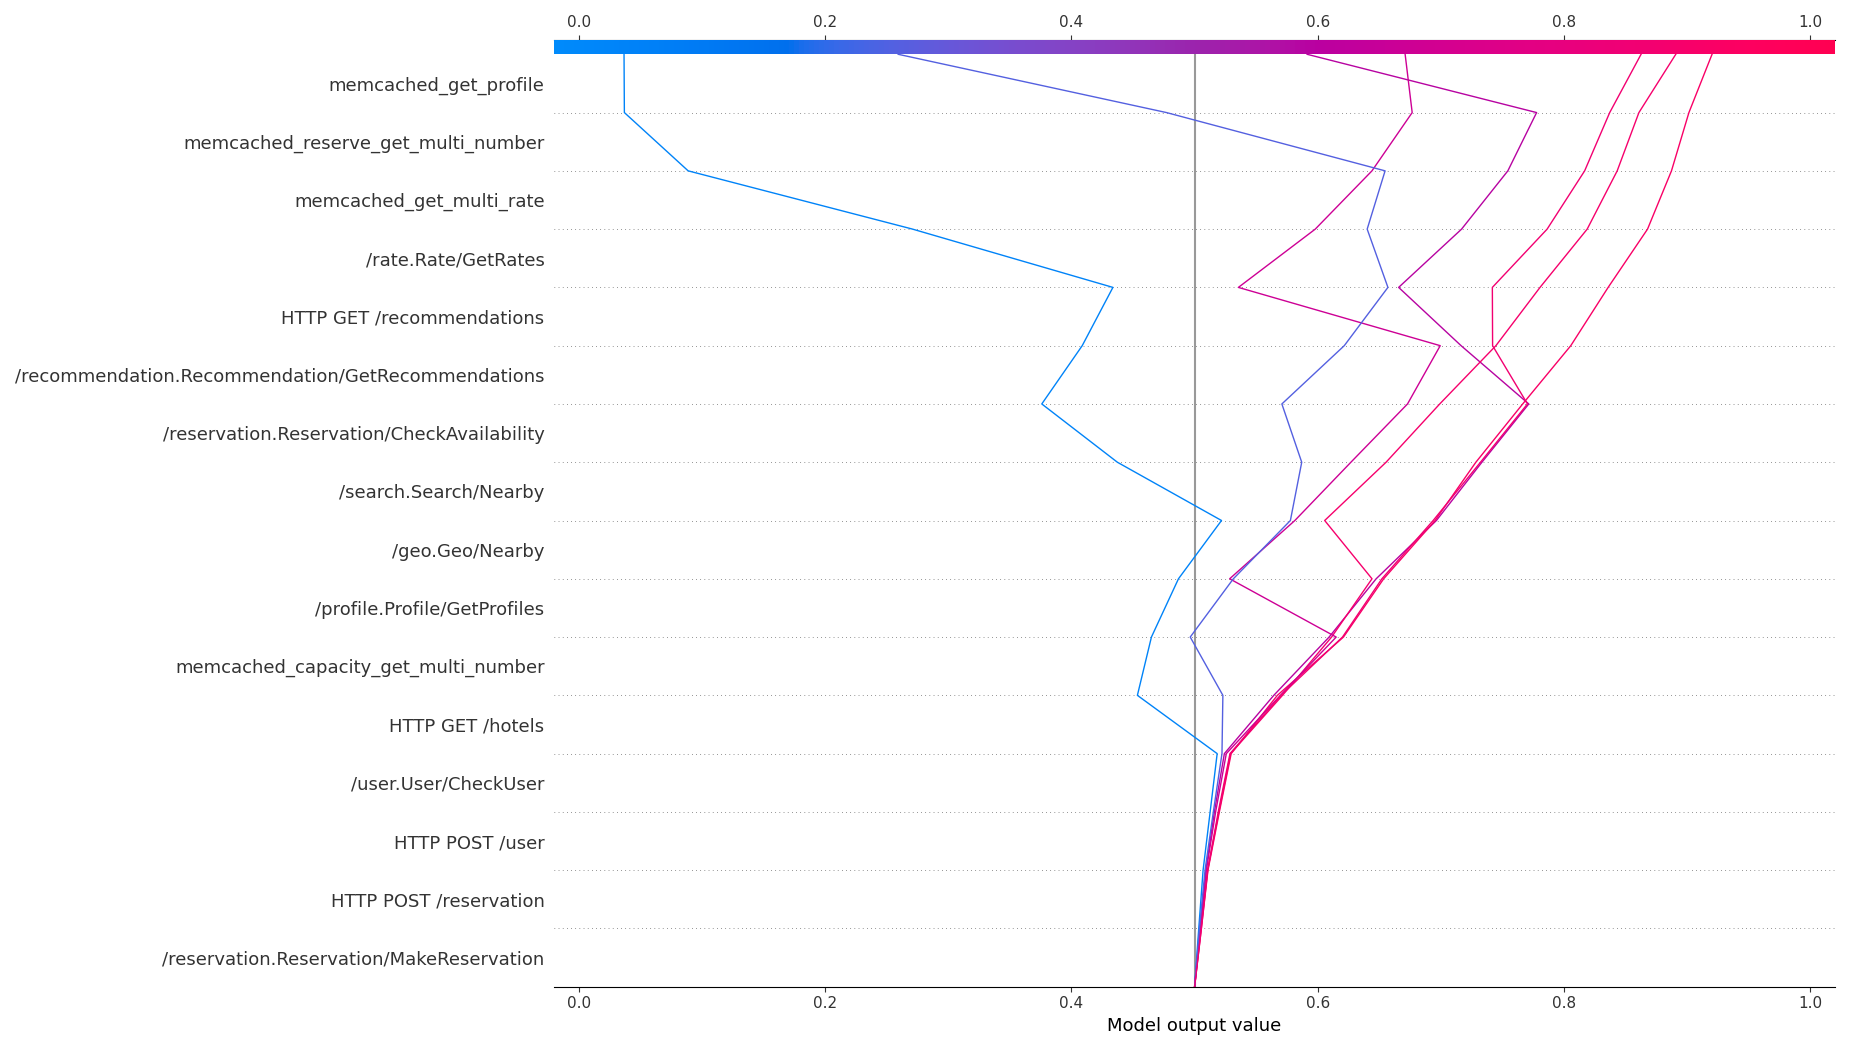 0.0 0.2 0.4 0.6 0.8 1.0
memcached_get_profile
memcached_reserve_get_multi_number
memcached_get_multi_rate
/rate.Rate/GetRates
HTTP GET /recommendations
/recommendation.Recommendation/GetRecommendations
/reservation.Reservation/CheckAvailability
/search.Search/Nearby
/geo.Geo/Nearby
/profile.Profile/GetProfiles
memcached_capacity_get_multi_number
HTTP GET /hotels
/user.User/CheckUser
HTTP POST /user
HTTP POST /reservation
/reservation.Reservation/MakeReservation
0.0 0.2 0.4 0.6 0.8 1.0
Model output value